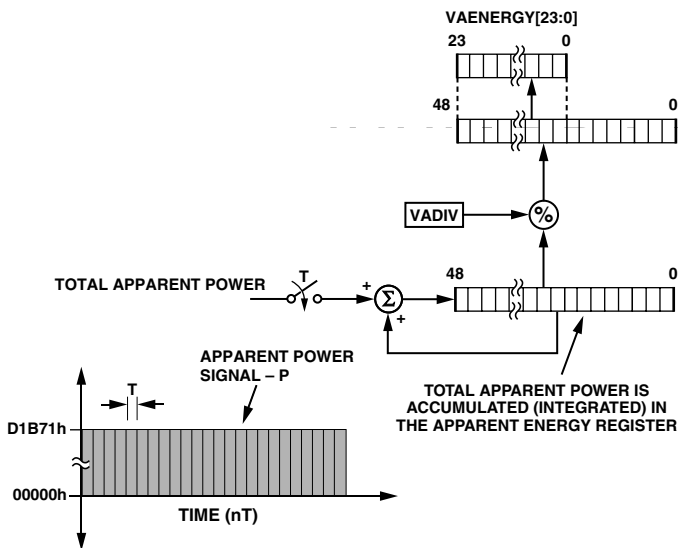 VAENERGY[23:0]
23 0
48 0
VADIV
%
TOTAL APPARENT POWER
T
+
Σ
+
48 0
APPARENT POWER
SIGNAL – P
TOTAL APPARENT POWER IS
ACCUMULATED (INTEGRATED) IN
THE APPARENT ENERGY REGISTER
T
D1B71h
00000h
TIME (nT)